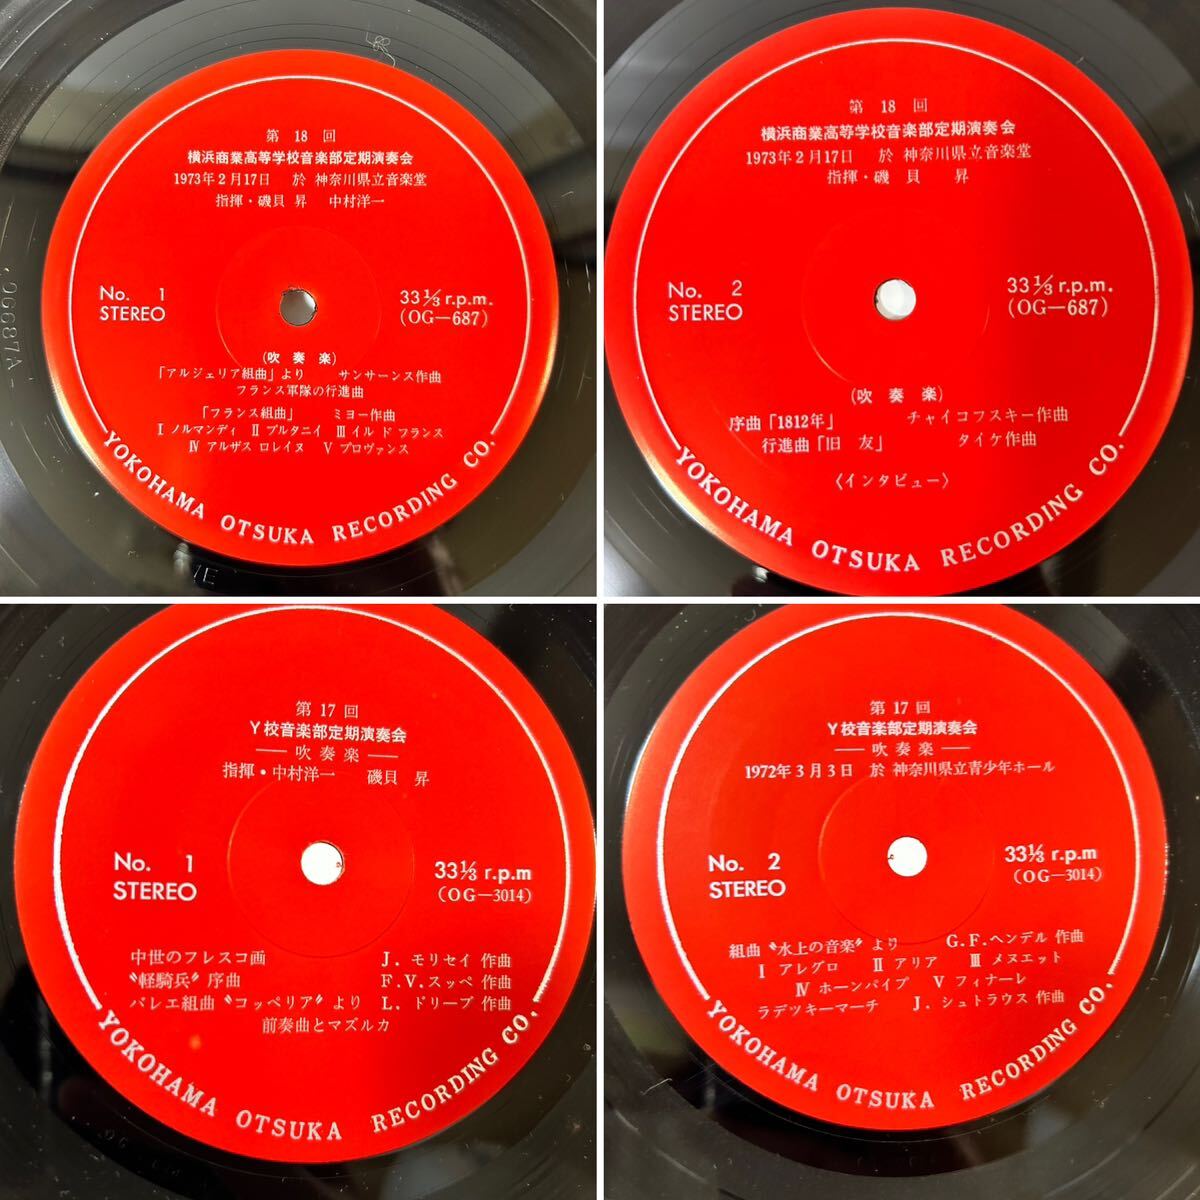 第 18 回
横浜商業高等学校音楽部定期演奏会
1973年2月17日 於 神奈川県立音楽堂
指揮・磯貝 昇 中村洋一
No. 1
STEREO
33⅓ r.p.m.
(OG—687)
(吹奏楽)
「アルジェリア組曲」より サンサーンス作曲
フランス軍隊の行進曲
「フランス組曲」 ミヨー作曲
Ⅰ ノルマンディ Ⅱ ブルタニイ Ⅲ イル ド フランス
Ⅳ アルザス ロレイヌ Ⅴ プロヴァンス
YOKOHAMA OTSUKA RECORDING CO.
OG687A-
第 18 回
横浜商業高等学校音楽部定期演奏会
1973年2月17日 於 神奈川県立音楽堂
指揮・磯 貝 昇
No. 2
STEREO
33⅓ r.p.m.
(OG—687)
(吹奏楽)
序曲「1812年」 チャイコフスキー作曲
行進曲「旧 友」 タイケ作曲
〈インタビュー〉
YOKOHAMA OTSUKA RECORDING CO.
第 17 回
Y校音楽部定期演奏会
— 吹奏楽 —
指揮・中村洋一 磯貝 昇
No. 1
STEREO
33⅓ r.p.m
(OG—3014)
中世のフレスコ画 J. モリセイ 作曲
〝軽騎兵〟序曲 F.V.スッペ 作曲
バレエ組曲〝コッペリア〟より L. ドリーブ 作曲
前奏曲とマズルカ
YOKOHAMA OTSUKA RECORDING CO.
第 17 回
Y校音楽部定期演奏会
— 吹奏楽 —
1972年3月3日 於 神奈川県立青少年ホール
No. 2
STEREO
33⅓ r.p.m
(OG—3014)
組曲〝水上の音楽〟より G.F.ヘンデル 作曲
Ⅰ アレグロ Ⅱ アリア Ⅲ メヌエット
Ⅳ ホーンパイプ Ⅴ フィナーレ
ラデツキーマーチ J. シュトラウス 作曲
YOKOHAMA OTSUKA RECORDING CO.